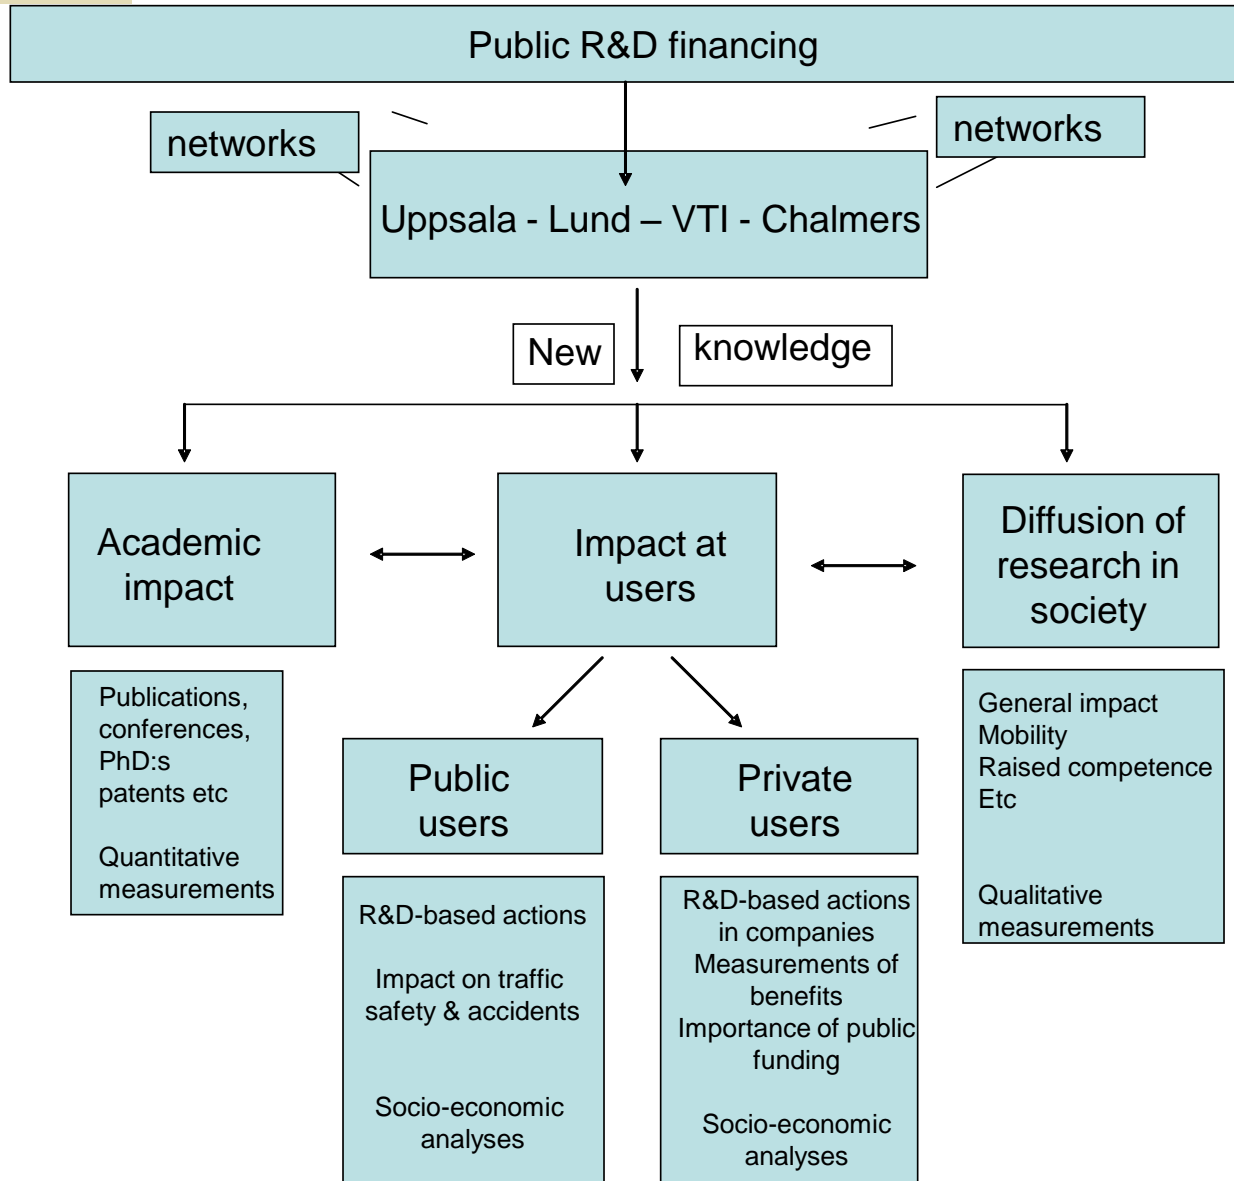 Public R&D financing
networks
networks
Uppsala - Lund – VTI - Chalmers
New
knowledge
Academic
impact
Impact at
users
Diffusion of
research in
society
Publications,
conferences,
PhD:s
patents etc
Quantitative
measurements
Public
users
Private
users
General impact
Mobility
Raised competence
Etc
Qualitative
measurements
R&D-based actions
Impact on traffic
safety & accidents
Socio-economic
analyses
R&D-based actions
in companies
Measurements of
benefits
Importance of public
funding
Socio-economic
analyses